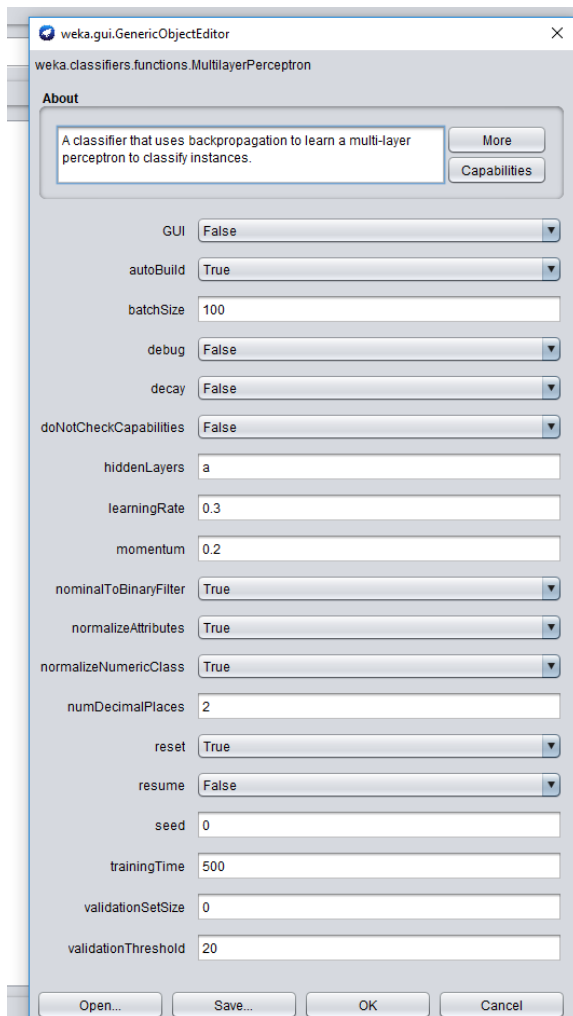 weka.gui.GenericObjectEditor
weka.classifiers.functions.MultilayerPerceptron
About
A classifier that uses backpropagation to learn a multi-layer
perceptron to classify instances.
More
Capabilities
GUI False
autoBuild True
batchSize 100
debug False
decay False
doNotCheckCapabilities False
hiddenLayers a
learningRate 0.3
momentum 0.2
nominalToBinaryFilter True
normalizeAttributes True
normalizeNumericClass True
numDecimalPlaces 2
reset True
resume False
seed 0
trainingTime 500
validationSetSize 0
validationThreshold 20
Open... Save... OK Cancel